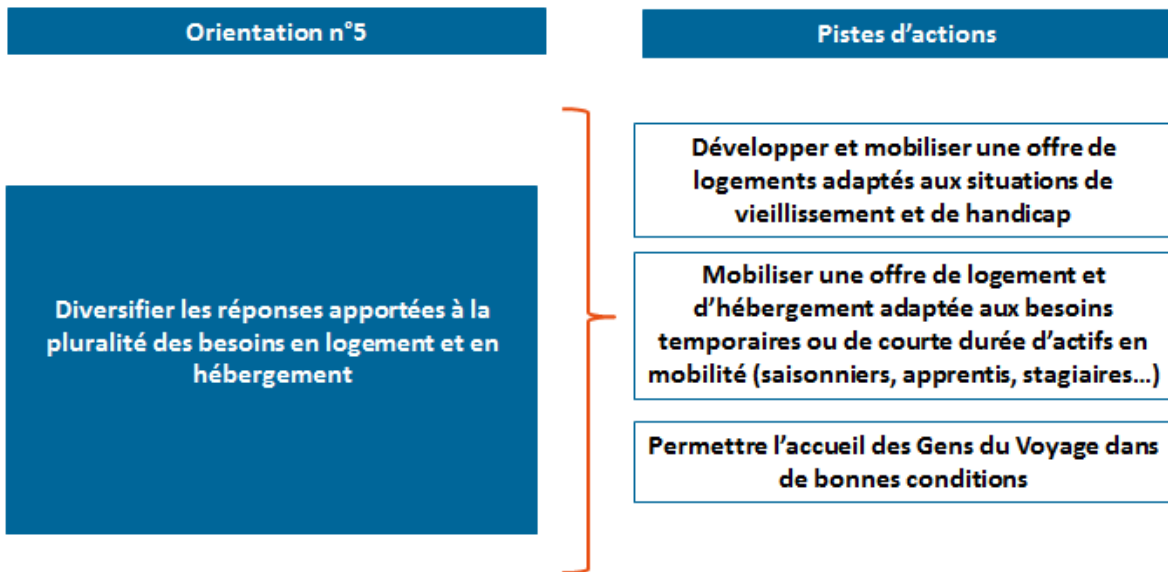 Orientation n°5
Pistes d'actions
Diversifier les réponses apportées à la
pluralité des besoins en logement et en
hébergement
Développer et mobiliser une offre de
logements adaptés aux situations de
vieillissement et de handicap
Mobiliser une offre de logement et
d'hébergement adaptée aux besoins
temporaires ou de courte durée d'actifs en
mobilité (saisonniers, apprentis, stagiaires...)
Permettre l'accueil des Gens du Voyage dans
de bonnes conditions